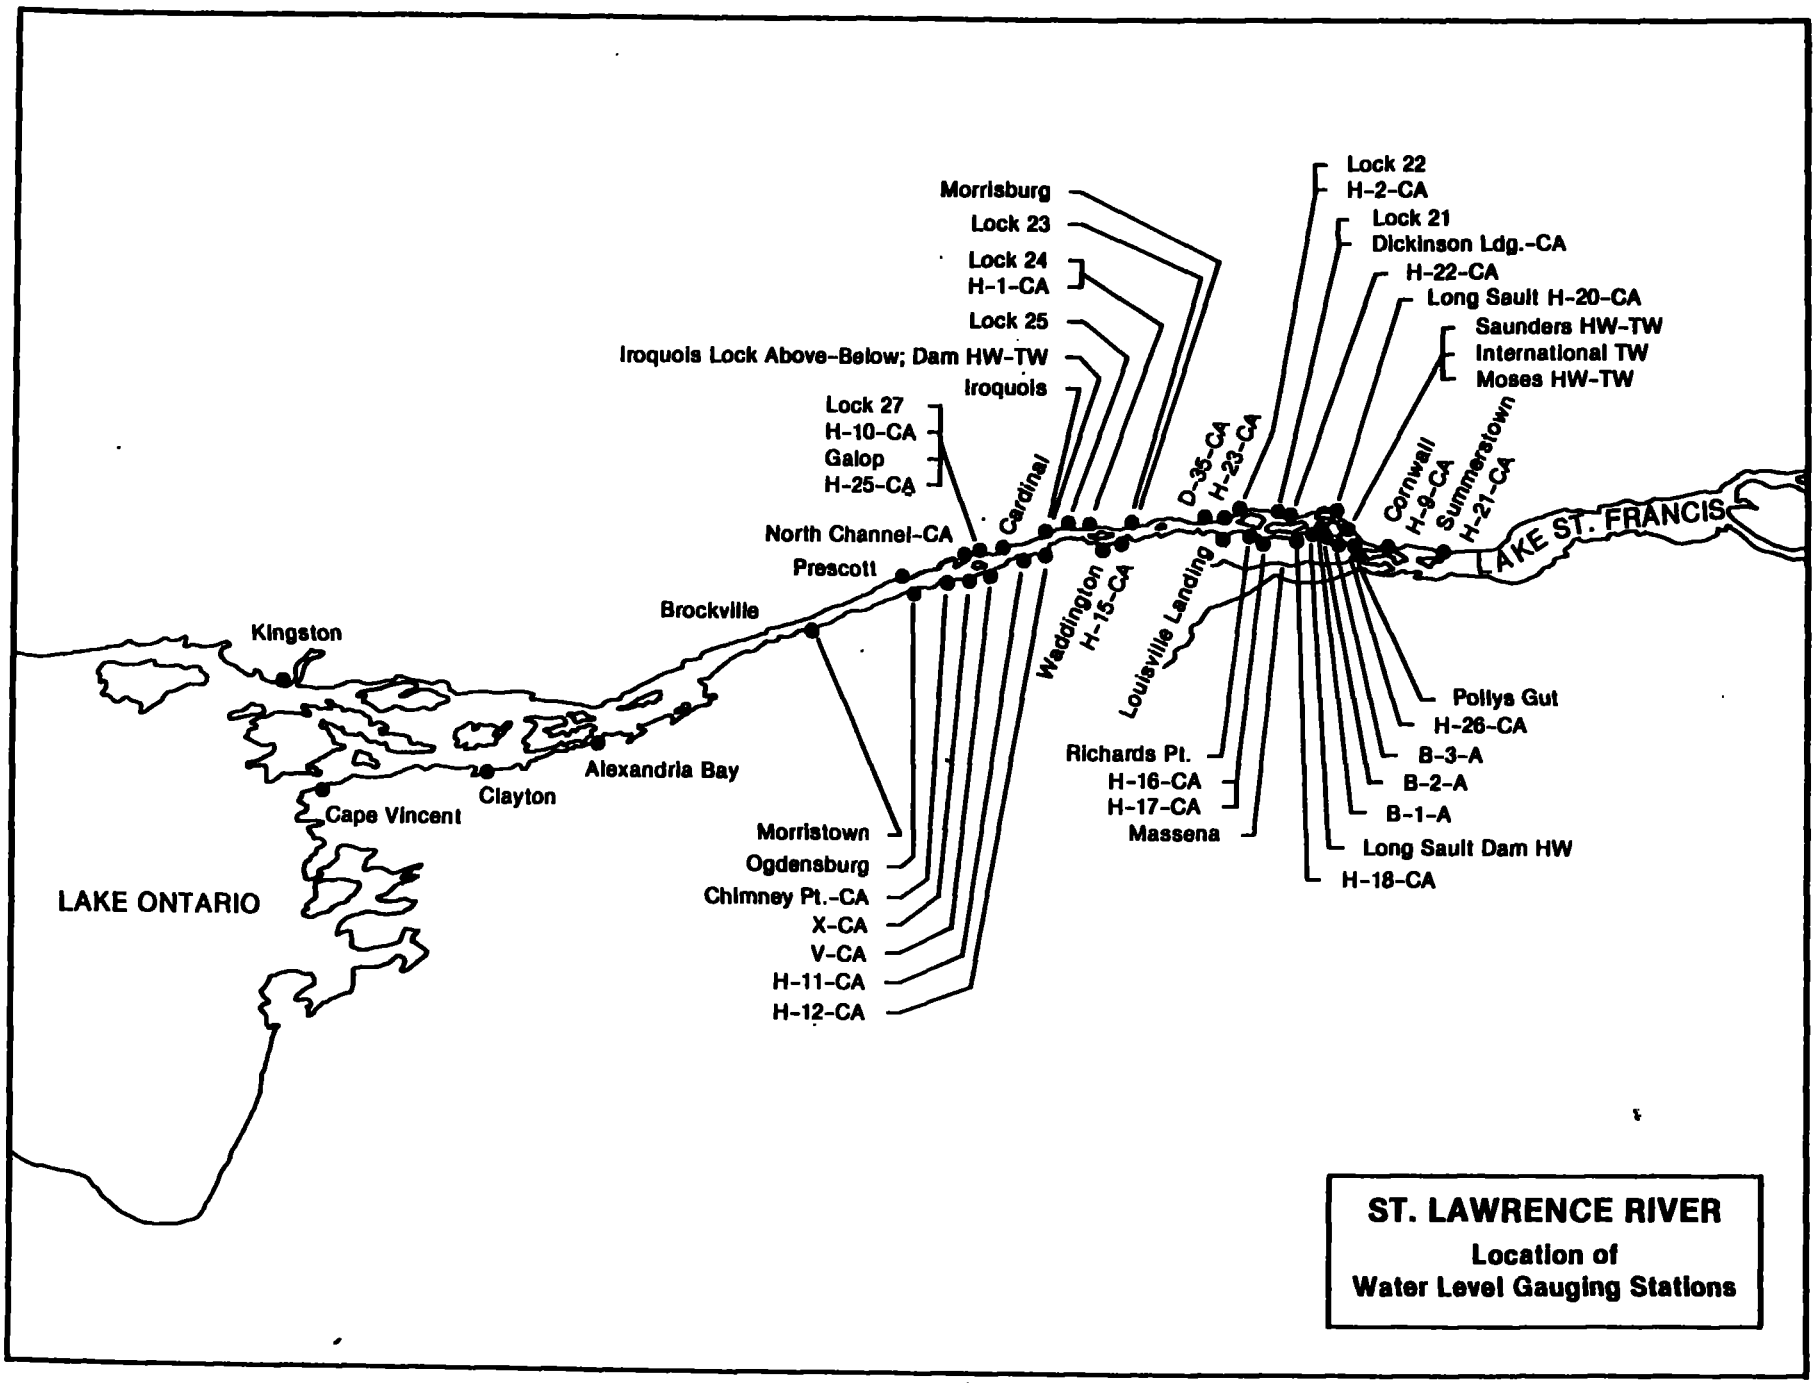 Lock 22
H-2-CA
Morrisburg
Lock 21
Lock 23
Dickinson Ldg.-CA
Lock 24
H-22-CA
H-1-CA
Long Sault H-20-CA
Lock 25
Saunders HW-TW
International TW
Iroquois Lock Above-Below; Dam HW-TW
Moses HW-TW
Iroquois
Lock 27
H-10-CA
Galop
H-25-CA
Cardinal
D-35-CA
H-23-CA
Cornwall
H-9-CA
Summerstown
H-21-CA
North Channel-CA
Prescott
LAKE ST. FRANCIS
Brockville
Kingston
Waddington
H-15-CA
Louisville Landing
Pollys Gut
H-26-CA
Richards Pt.
B-3-A
H-16-CA
B-2-A
H-17-CA
B-1-A
Massena
Long Sault Dam HW
H-18-CA
Alexandria Bay
Clayton
Cape Vincent
Morristown
Ogdensburg
Chimney Pt.-CA
X-CA
V-CA
H-11-CA
H-12-CA
LAKE ONTARIO
ST. LAWRENCE RIVER
Location of
Water Level Gauging Stations